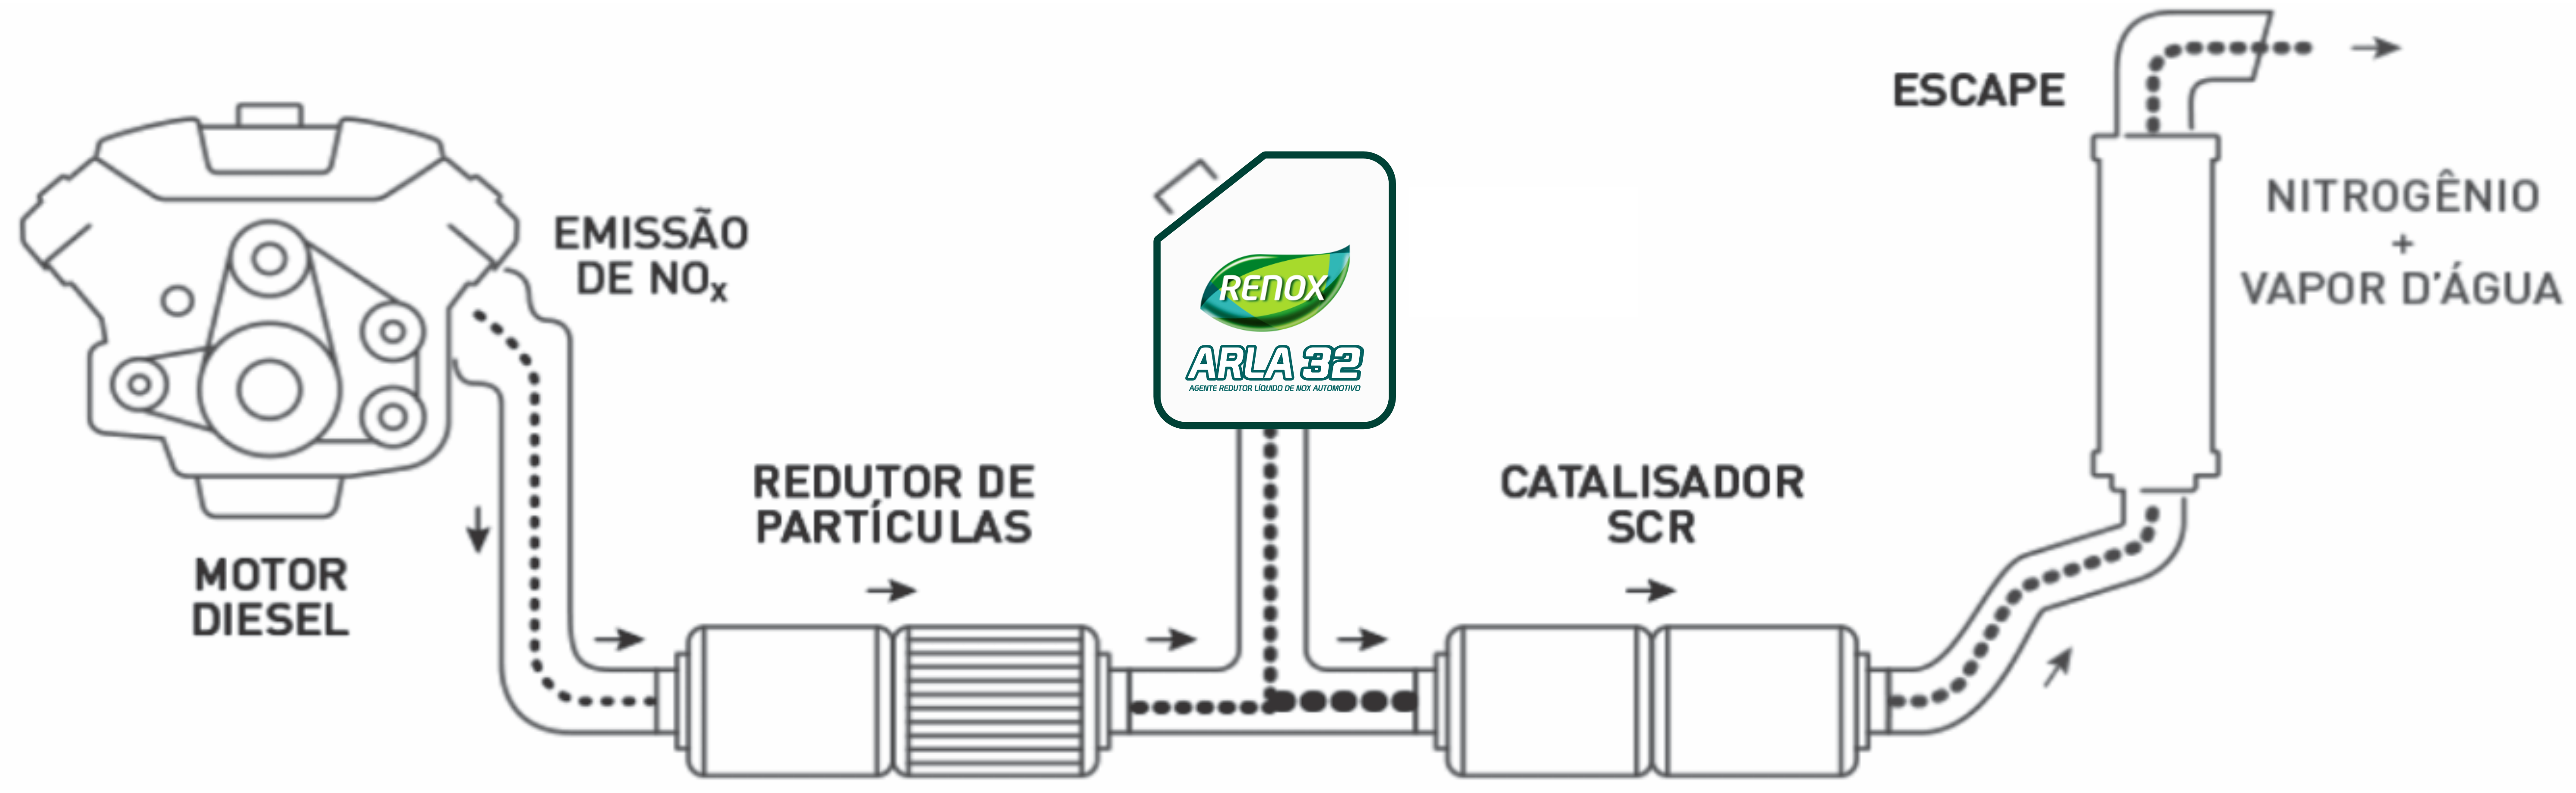 MOTOR
DIESEL
EMISSÃO
DE NOx
REDUTOR DE
PARTÍCULAS
RENOX
ARLA 32
AGENTE REDUTOR LÍQUIDO DE NOX AUTOMOTIVO
CATALISADOR
SCR
ESCAPE
NITROGÊNIO
+
VAPOR D'ÁGUA